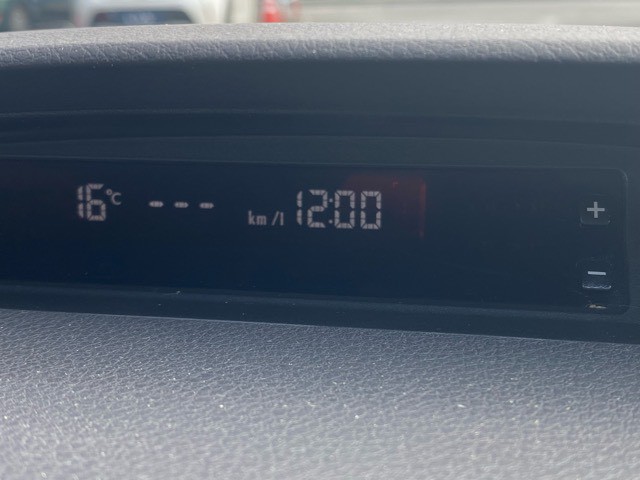 16°C --- km/l 12:00 +
−